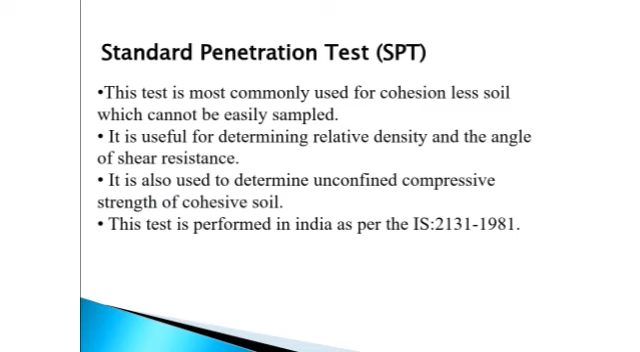 Standard Penetration Test (SPT)
•This test is most commonly used for cohesion less soil
which cannot be easily sampled.
• It is useful for determining relative density and the angle
of shear resistance.
• It is also used to determine unconfined compressive
strength of cohesive soil.
• This test is performed in india as per the IS:2131-1981.